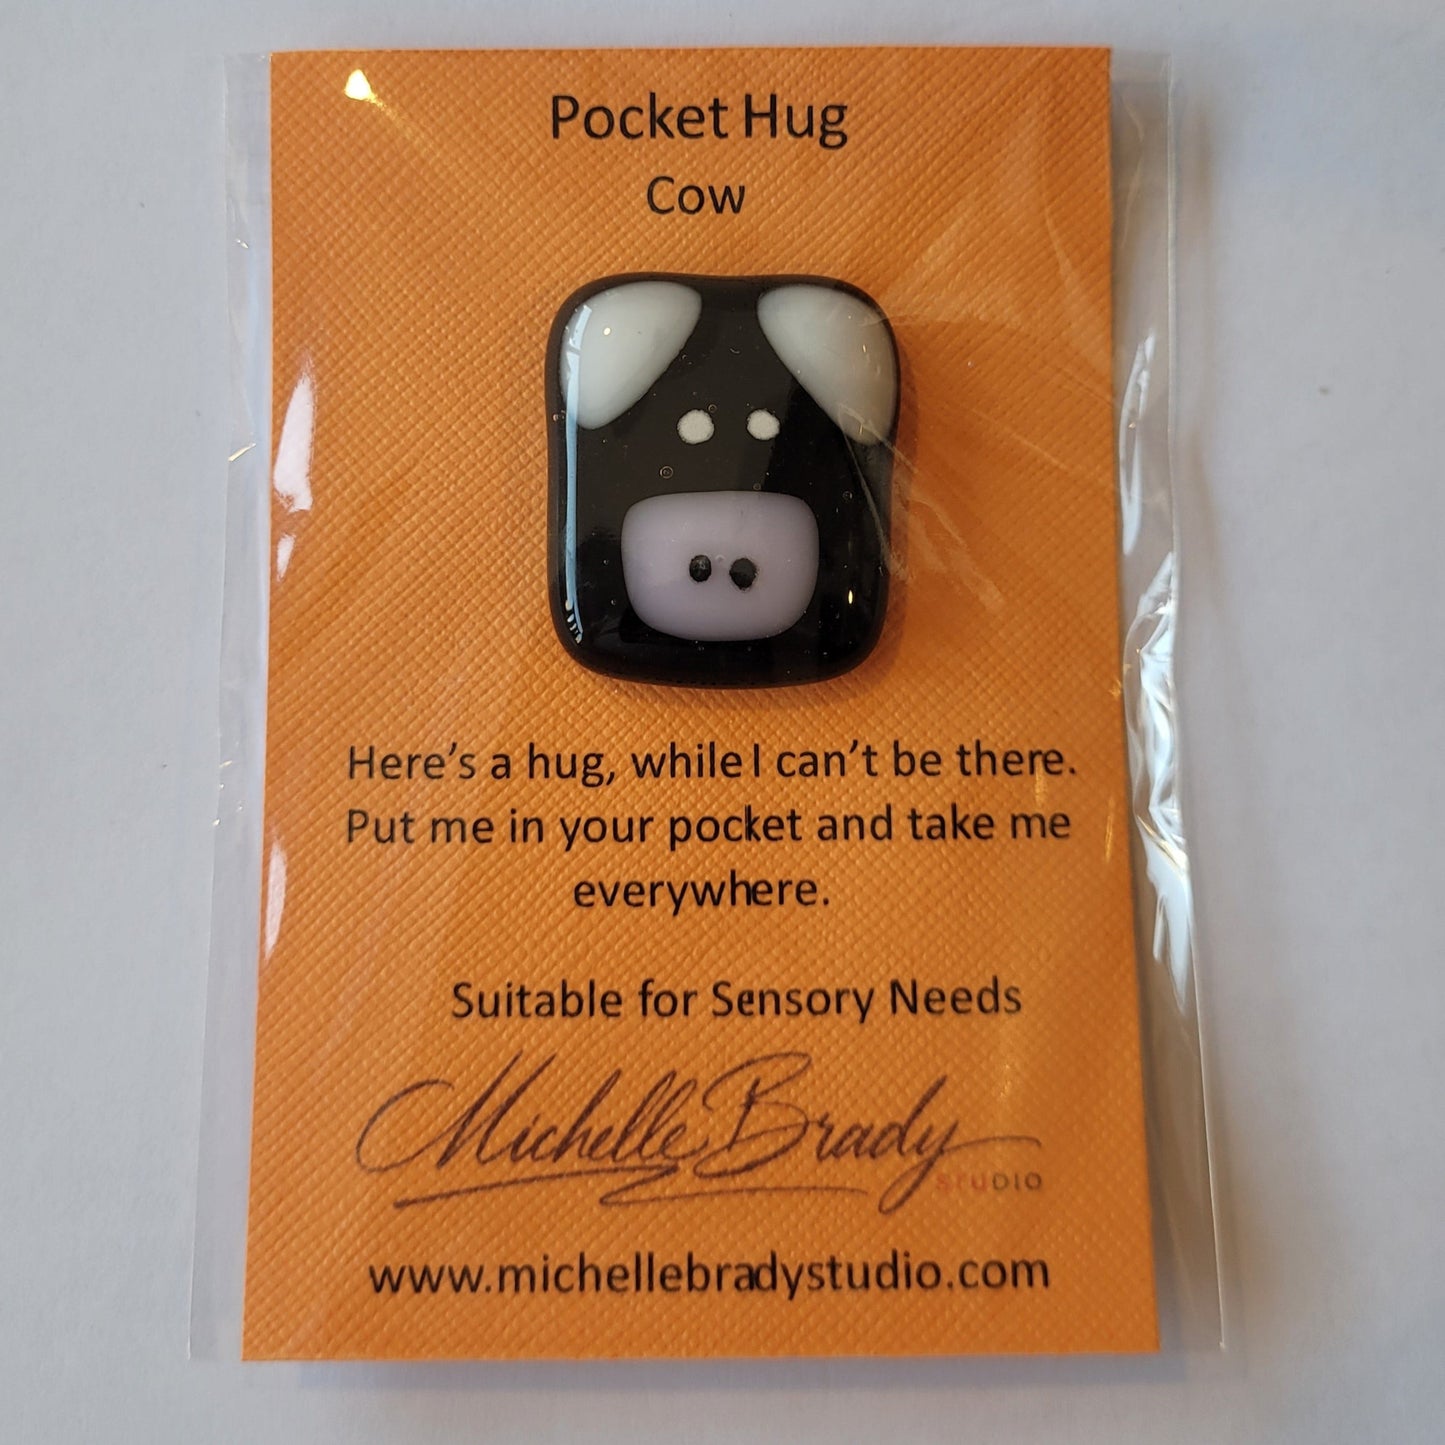 Pocket Hug
Cow
Here’s a hug, while I can’t be there.
Put me in your pocket and take me
everywhere.
Suitable for Sensory Needs
Michelle Brady
STUDIO
www.michellebradystudio.com